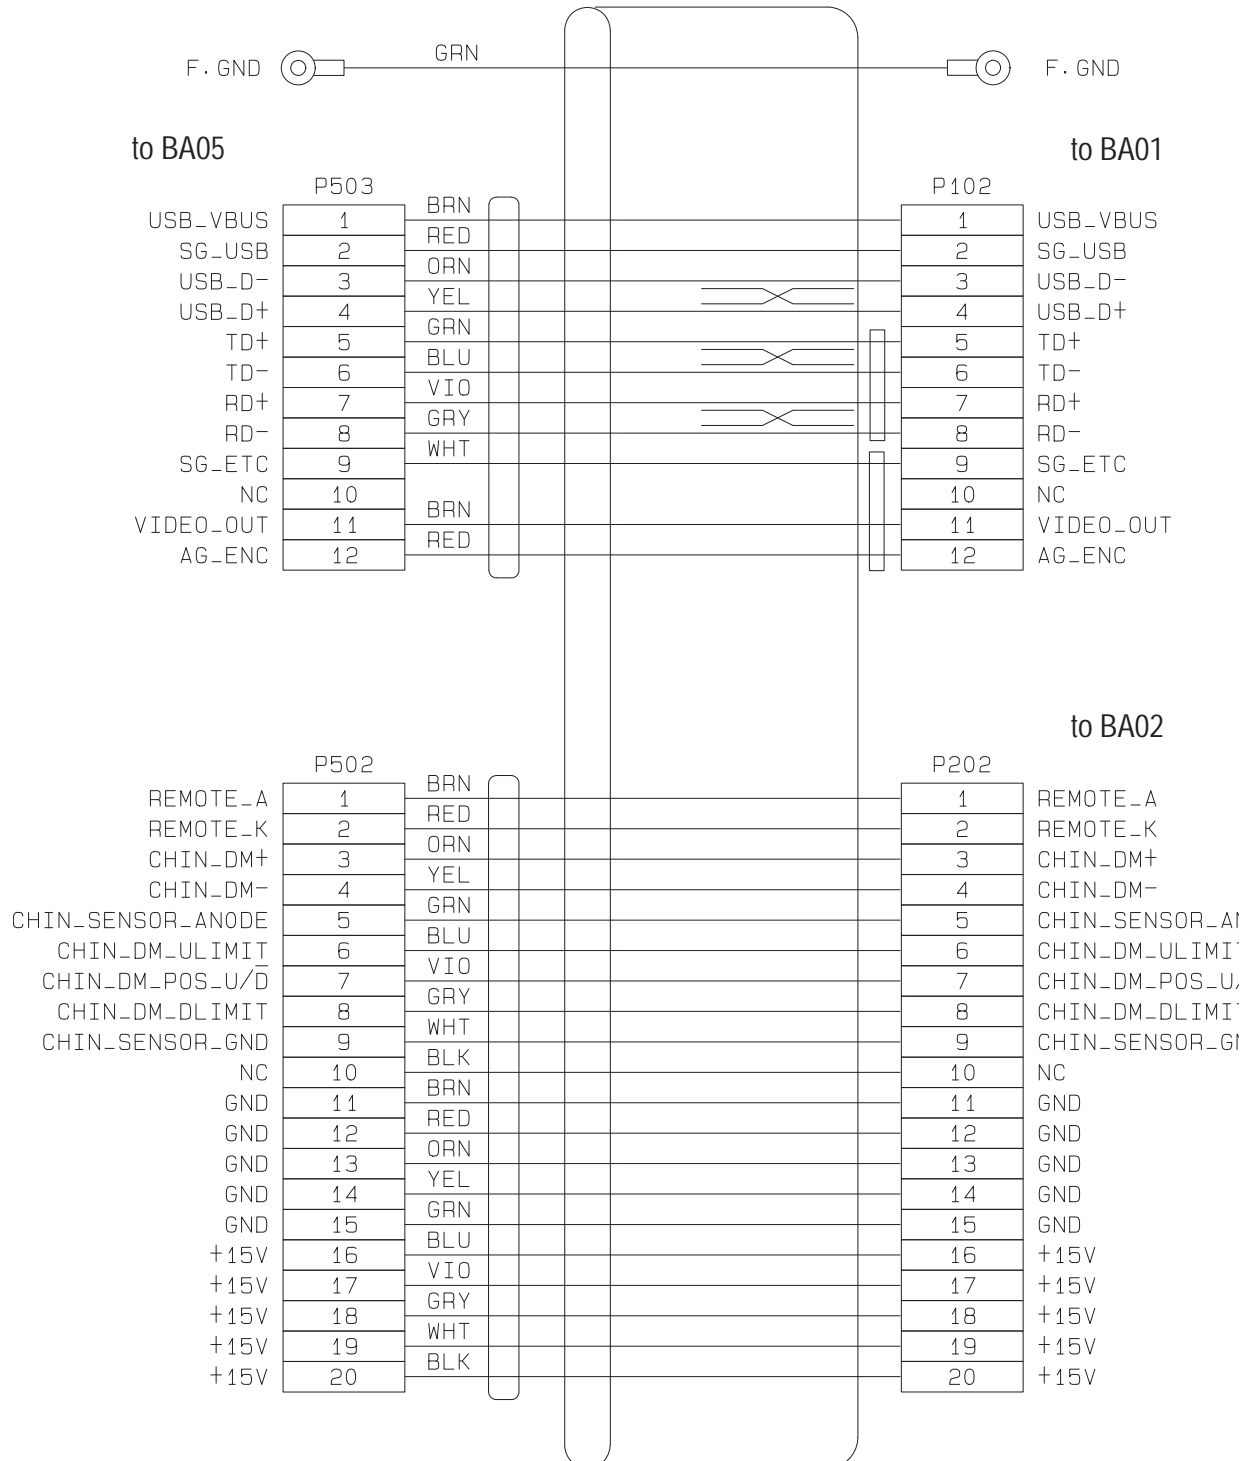 GRN
F. GND F. GND
to BA05 to BA01
P503 P102
BRN
USB_VBUS 1 1 USB_VBUS
RED
SG_USB 2 2 SG_USB
ORN
USB_D- 3 3 USB_D-
YEL
USB_D+ 4 4 USB_D+
GRN
TD+ 5 5 TD+
BLU
TD- 6 6 TD-
VIO
RD+ 7 7 RD+
GRY
RD- 8 8 RD-
WHT
SG_ETC 9 9 SG_ETC
NC 10 10 NC
BRN
VIDEO_OUT 11 11 VIDEO_OUT
RED
AG_ENC 12 12 AG_ENC
to BA02
P502 P202
BRN
REMOTE_A 1 1 REMOTE_A
RED
REMOTE_K 2 2 REMOTE_K
ORN
CHIN_DM+ 3 3 CHIN_DM+
YEL
CHIN_DM- 4 4 CHIN_DM-
GRN
CHIN_SENSOR_ANODE 5 5 CHIN_SENSOR_AN
BLU
CHIN_DM_ULIMIT 6 6 CHIN_DM_ULIMIT
VIO
CHIN_DM_POS_U/D̅ 7 7 CHIN_DM_POS_U/
GRY
CHIN_DM_DLIMIT 8 8 CHIN_DM_DLIMIT
WHT
CHIN_SENSOR_GND 9 9 CHIN_SENSOR_GN
BLK
NC 10 10 NC
BRN
GND 11 11 GND
RED
GND 12 12 GND
ORN
GND 13 13 GND
YEL
GND 14 14 GND
GRN
GND 15 15 GND
BLU
+15V 16 16 +15V
VIO
+15V 17 17 +15V
GRY
+15V 18 18 +15V
WHT
+15V 19 19 +15V
BLK
+15V 20 20 +15V